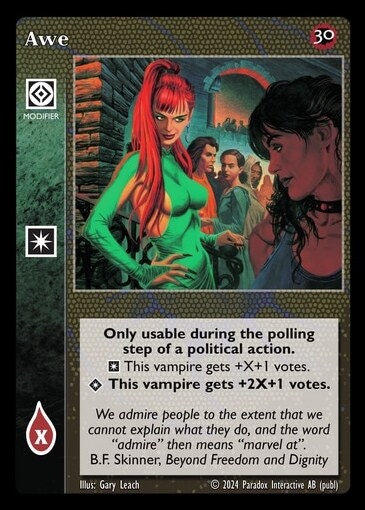 Awe
30
MODIFIER
Only usable during the polling
step of a political action.
This vampire gets +X+1 votes.
This vampire gets +2X+1 votes.
We admire people to the extent that we
cannot explain what they do, and the word
“admire” then means “marvel at”.
B.F. Skinner, Beyond Freedom and Dignity
X
Illus: Gary Leach
© 2024 Paradox Interactive AB (publ)